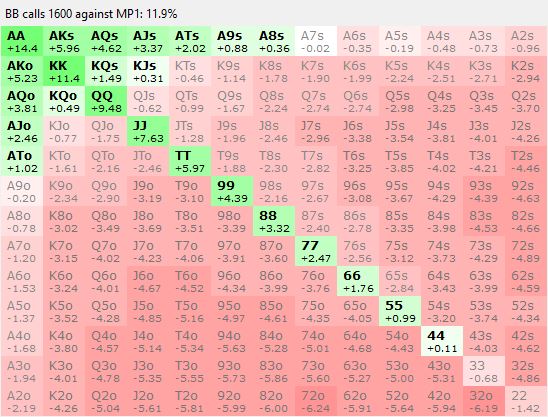 BB calls 1600 against MP1: 11.9%
AA AKs AQs AJs ATs A9s A8s A7s A6s A5s A4s A3s A2s
+14.4 +5.96 +4.62 +3.37 +2.02 +0.88 +0.36 -0.02 -0.35 -0.19 -0.48 -0.73 -0.96
AKo KK KQs KJs KTs K9s K8s K7s K6s K5s K4s K3s K2s
+5.23 +11.4 +1.49 +0.31 -0.46 -1.14 -1.78 -1.90 -1.99 -2.24 -2.51 -2.71 -2.94
AQo KQo QQ QJs QTs Q9s Q8s Q7s Q6s Q5s Q4s Q3s Q2s
+3.81 +0.49 +9.48 -0.62 -0.99 -1.67 -2.24 -2.74 -2.74 -2.98 -3.25 -3.45 -3.70
AJo KJo QJo JJ JTs J9s J8s J7s J6s J5s J4s J3s J2s
+2.46 -0.77 -1.75 +7.63 -1.28 -1.96 -2.46 -2.96 -3.38 -3.54 -3.81 -4.01 -4.26
ATo KTo QTo JTo TT T9s T8s T7s T6s T5s T4s T3s T2s
+1.02 -1.61 -2.16 -2.46 +5.97 -1.88 -2.30 -2.82 -3.25 -3.85 -4.02 -4.21 -4.46
A9o K9o Q9o J9o T9o 99 98s 97s 96s 95s 94s 93s 92s
-0.20 -2.34 -2.90 -3.19 -3.10 +4.39 -2.16 -2.67 -3.08 -3.67 -4.29 -4.39 -4.63
A8o K8o Q8o J8o T8o 98o 88 87s 86s 85s 84s 83s 82s
-0.78 -3.02 -3.49 -3.69 -3.51 -3.39 +3.32 -2.40 -2.78 -3.35 -3.98 -4.53 -4.66
A7o K7o Q7o J7o T7o 97o 87o 77 76s 75s 74s 73s 72s
-1.20 -3.15 -4.02 -4.23 -4.06 -3.91 -3.60 +2.47 -2.56 -3.12 -3.73 -4.29 -4.89
A6o K6o Q6o J6o T6o 96o 86o 76o 66 65s 64s 63s 62s
-1.53 -3.24 -4.01 -4.67 -4.52 -4.34 -3.99 -3.76 +1.76 -2.84 -3.43 -3.99 -4.59
A5o K5o Q5o J5o T5o 95o 85o 75o 65o 55 54s 53s 52s
-1.37 -3.52 -4.28 -4.85 -5.16 -4.97 -4.61 -4.35 -4.05 +0.99 -3.20 -3.74 -4.34
A4o K4o Q4o J4o T4o 94o 84o 74o 64o 54o 44 43s 42s
-1.68 -3.80 -4.57 -5.14 -5.34 -5.63 -5.28 -5.01 -4.68 -4.43 +0.11 -4.03 -4.62
A3o K3o Q3o J3o T3o 93o 83o 73o 63o 53o 43o 33 32s
-1.94 -4.01 -4.78 -5.35 -5.55 -5.73 -5.86 -5.60 -5.27 -5.00 -5.31 -0.68 -4.86
A2o K2o Q2o J2o T2o 92o 82o 72o 62o 52o 42o 32o 22
-2.19 -4.26 -5.04 -5.61 -5.81 -5.99 -6.00 -6.24 -5.91 -5.64 -5.94 -6.19 -1.42